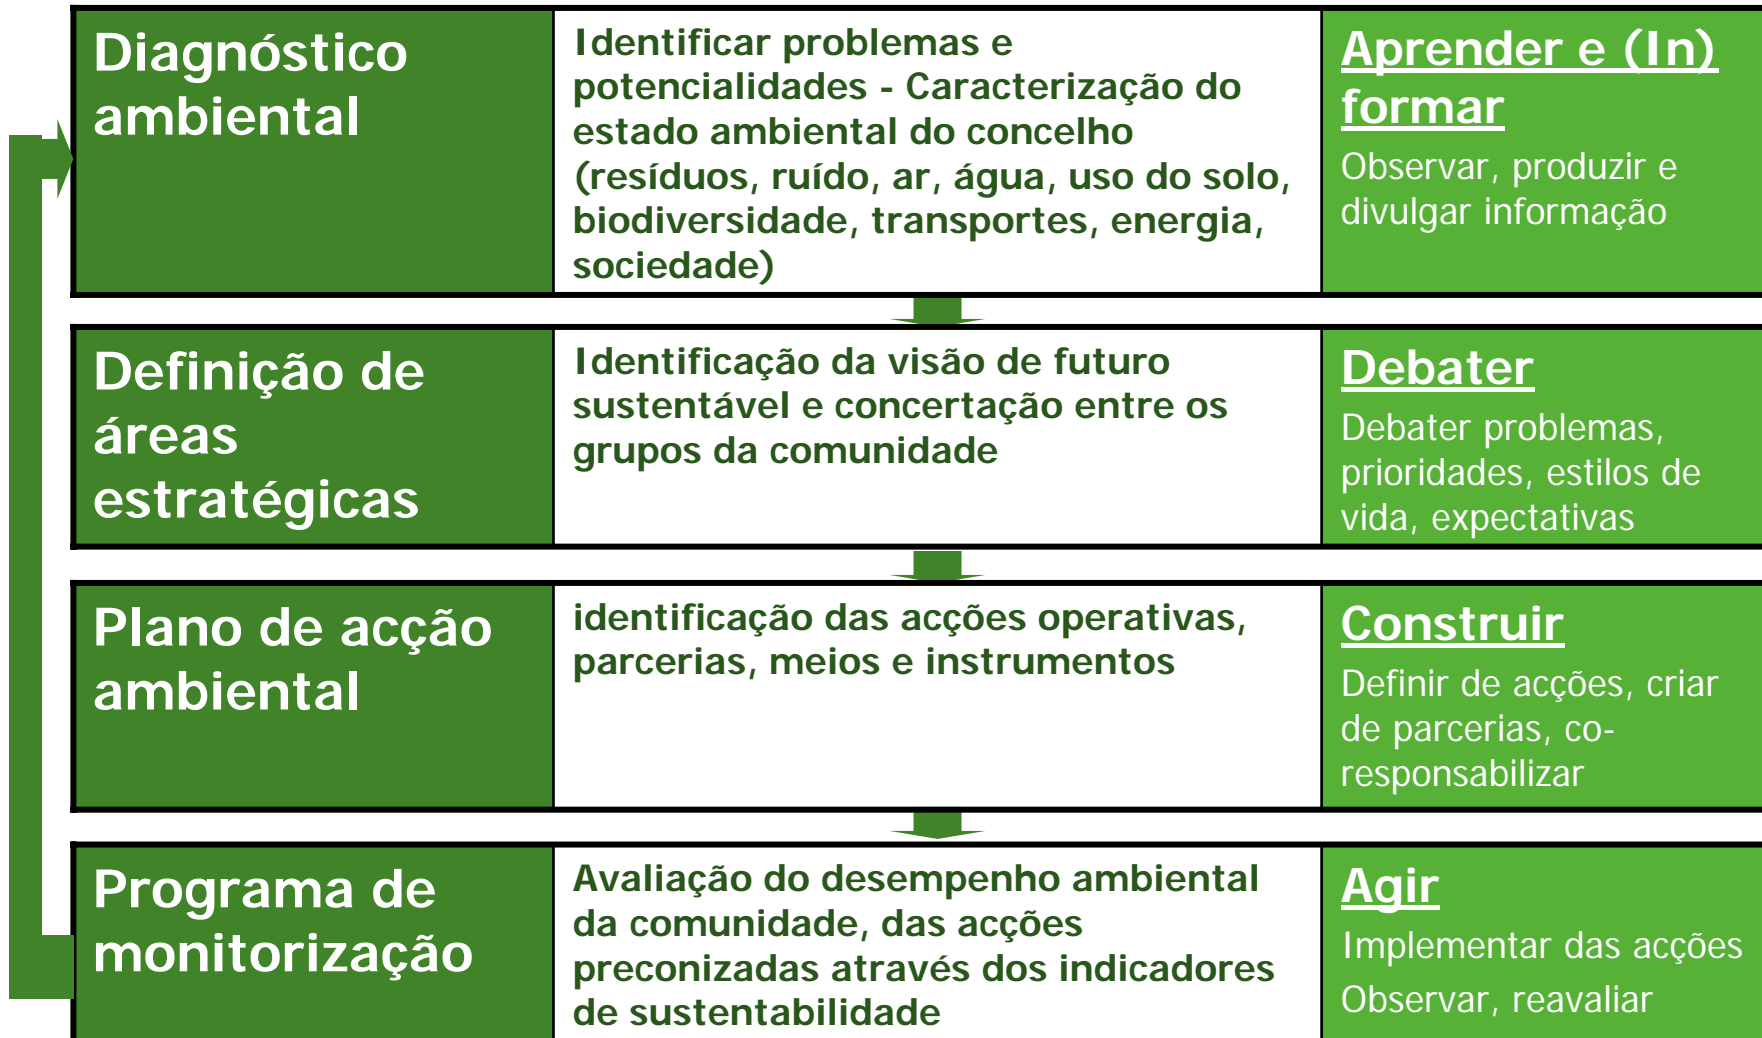 Diagnóstico
ambiental
Identificar problemas e
potencialidades - Caracterização do
estado ambiental do concelho
(resíduos, ruído, ar, água, uso do solo,
biodiversidade, transportes, energia,
sociedade)
Aprender e (In)
formar
Observar, produzir e
divulgar informação
Definição de
áreas
estratégicas
Identificação da visão de futuro
sustentável e concertação entre os
grupos da comunidade
Debater
Debater problemas,
prioridades, estilos de
vida, expectativas
Plano de acção
ambiental
identificação das acções operativas,
parcerias, meios e instrumentos
Construir
Definir de acções, criar
de parcerias, co-
responsabilizar
Programa de
monitorização
Avaliação do desempenho ambiental
da comunidade, das acções
preconizadas através dos indicadores
de sustentabilidade
Agir
Implementar das acções
Observar, reavaliar